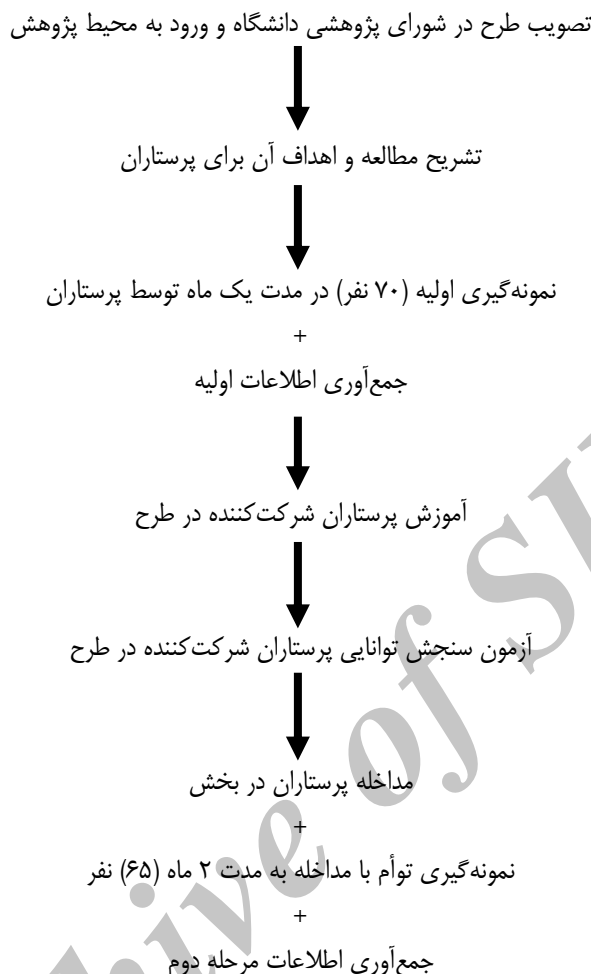 تصویب طرح در شورای پژوهشی دانشگاه و ورود به محیط پژوهش
تشریح مطالعه و اهداف آن برای پرستاران
نمونه‌گیری اولیه (۷۰ نفر) در مدت یک ماه توسط پرستاران
+
جمع‌آوری اطلاعات اولیه
آموزش پرستاران شرکت‌کننده در طرح
آزمون سنجش توانایی پرستاران شرکت‌کننده در طرح
مداخله پرستاران در بخش
+
نمونه‌گیری توأم با مداخله به مدت ۲ ماه (۶۵) نفر
+
جمع‌آوری اطلاعات مرحله دوم